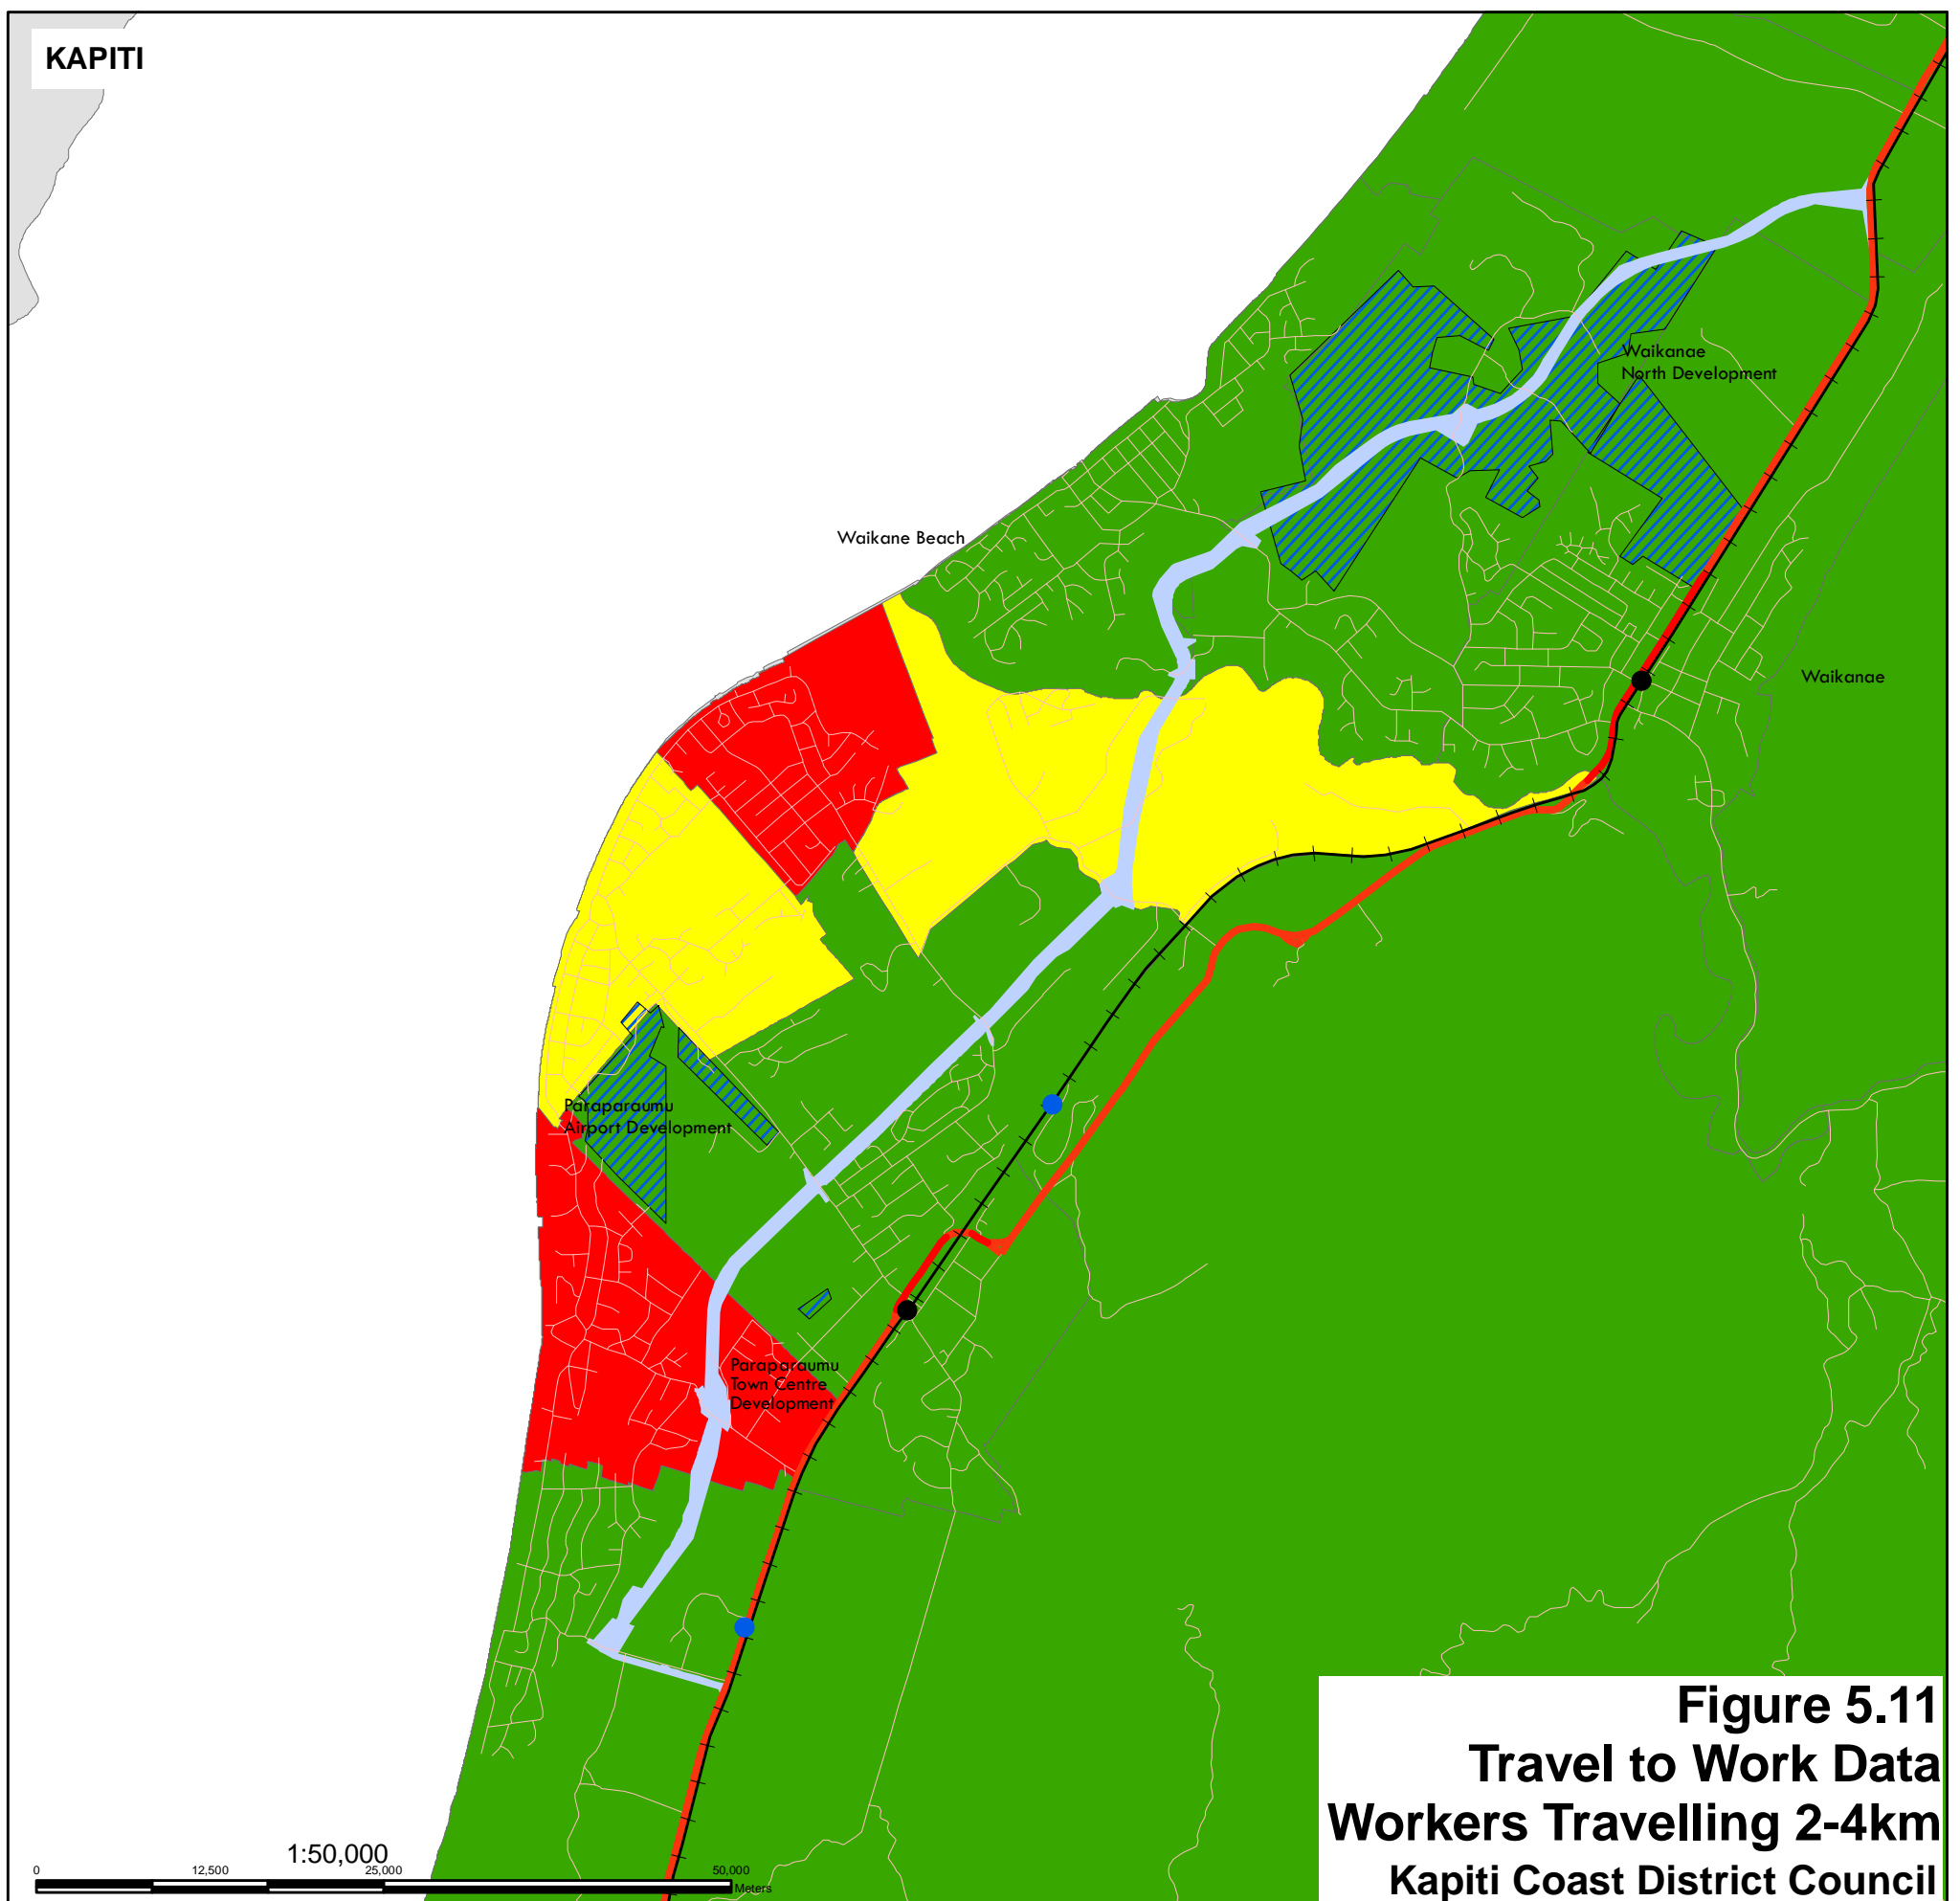 KAPITI
Waikanae
North Development
Waikane Beach
Waikanae
Paraparaumu
Airport Development
Paraparaumu
Town Centre
Development
Figure 5.11
Travel to Work Data
Workers Travelling 2-4km
Kapiti Coast District Council
1:50,000
0 12,500 25,000 50,000
Meters